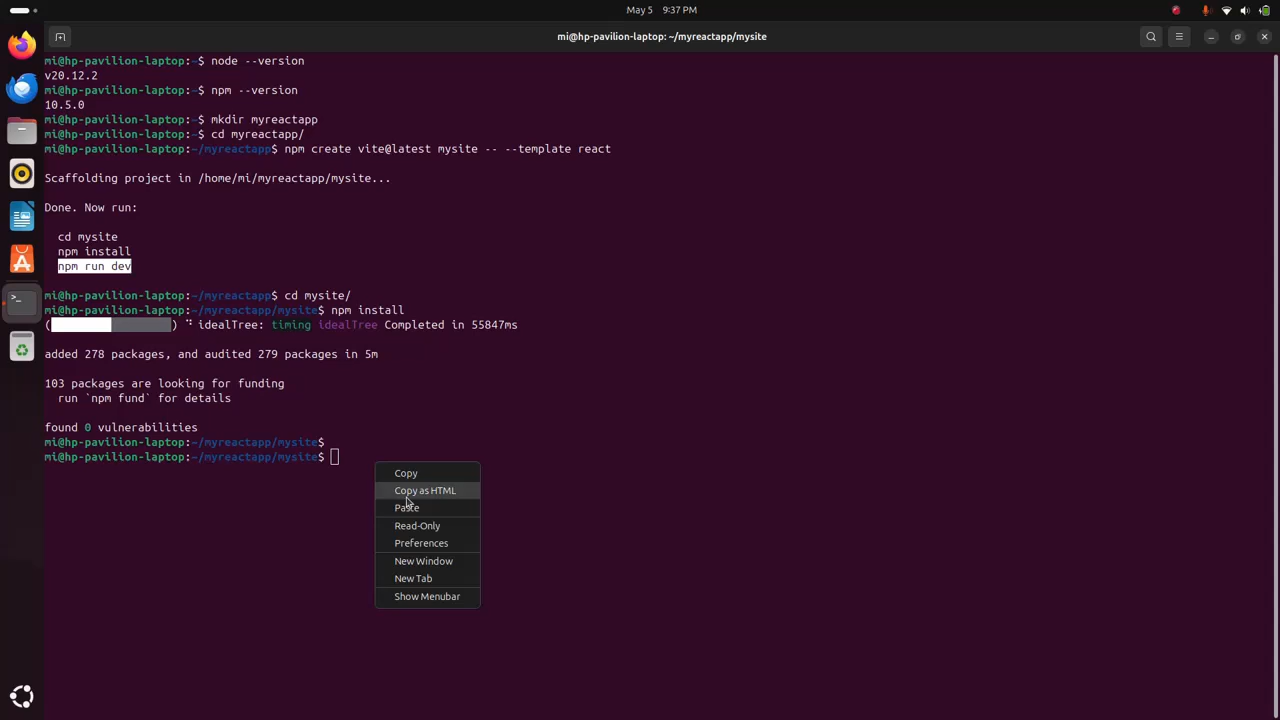 May 5 9:37 PM
mi@hp-pavilion-laptop: ~/myreactapp/mysite
mi@hp-pavilion-laptop:~$ node --version
v20.12.2
mi@hp-pavilion-laptop:~$ npm --version
10.5.0
mi@hp-pavilion-laptop:~$ mkdir myreactapp
mi@hp-pavilion-laptop:~$ cd myreactapp/
mi@hp-pavilion-laptop:~/myreactapp$ npm create vite@latest mysite -- --template react
Scaffolding project in /home/mi/myreactapp/mysite...
Done. Now run:
cd mysite
npm install
npm run dev
mi@hp-pavilion-laptop:~/myreactapp$ cd mysite/
mi@hp-pavilion-laptop:~/myreactapp/mysite$ npm install
() ⠙ idealTree: timing idealTree Completed in 55847ms
added 278 packages, and audited 279 packages in 5m
103 packages are looking for funding
run `npm fund` for details
found 0 vulnerabilities
mi@hp-pavilion-laptop:~/myreactapp/mysite$
mi@hp-pavilion-laptop:~/myreactapp/mysite$
Copy
Copy as HTML
Paste
Read-Only
Preferences
New Window
New Tab
Show Menubar